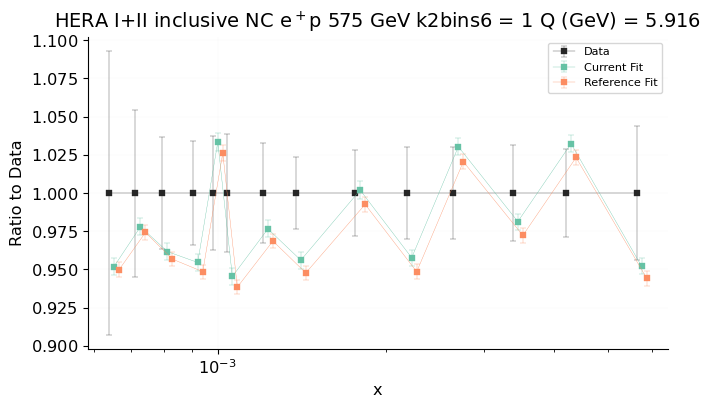 HERA I+II inclusive NC e⁺p 575 GeV k2bins6 = 1 Q (GeV) = 5.916
Ratio to Data
1.100
1.075
1.050
1.025
1.000
0.975
0.950
0.925
0.900
Data
Current Fit
Reference Fit
10⁻³
x